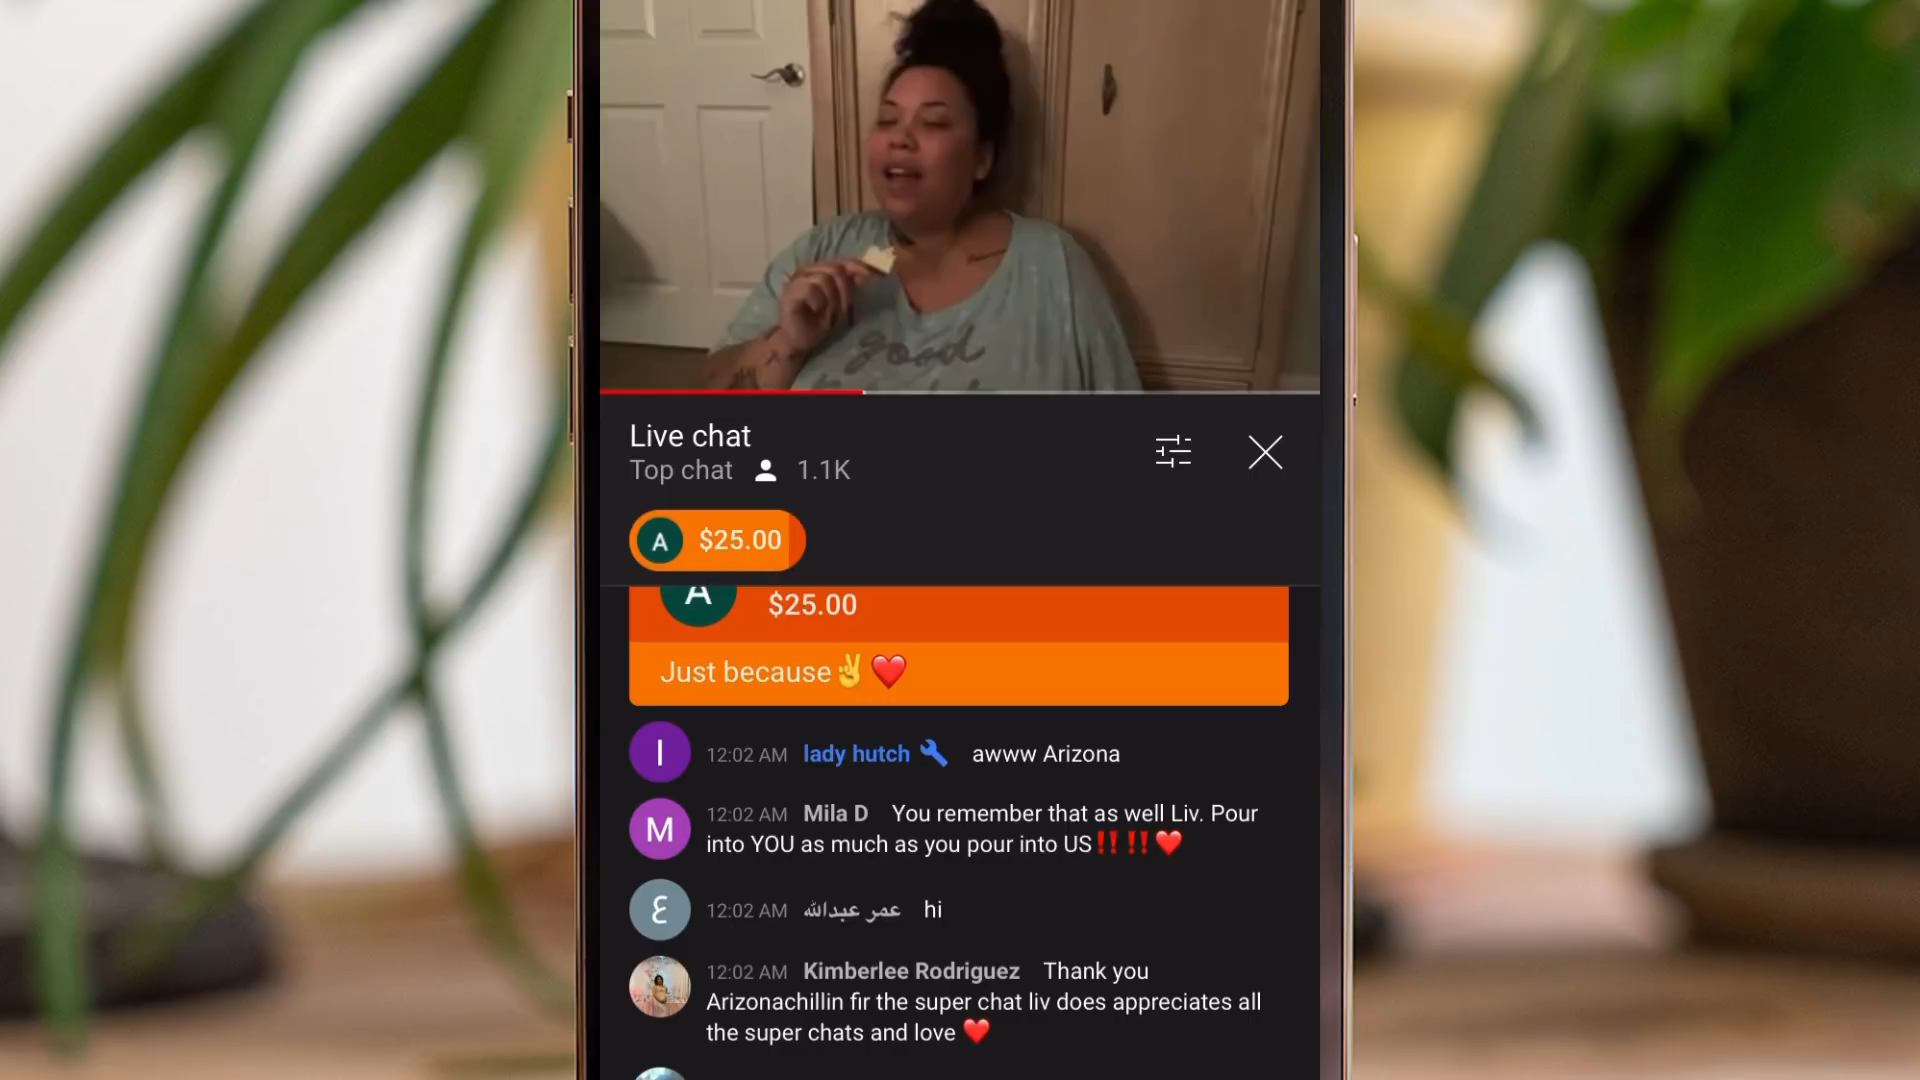 good
Live chat
Top chat 1.1K
A $25.00
A $25.00
Just because✌️❤️
l 12:02 AM lady hutch awww Arizona
M 12:02 AM Mila D You remember that as well Liv. Pour
into YOU as much as you pour into US‼️‼️❤️
ع 12:02 AM عمر عبدالله hi
12:02 AM Kimberlee Rodriguez Thank you
Arizonachillin fir the super chat liv does appreciates all
the super chats and love ❤️